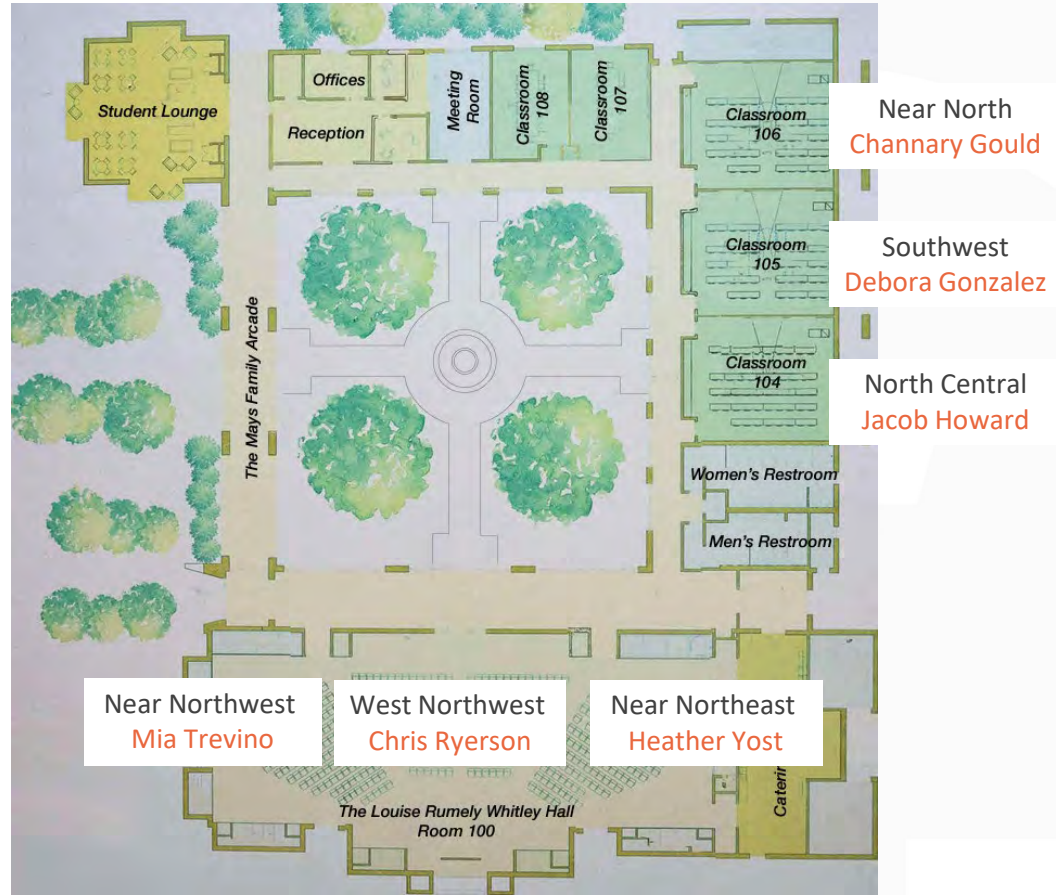 Student Lounge
Offices
Reception
Meeting
Room
Classroom
108
Classroom
107
Classroom
106
Near North
Channary Gould
Classroom
105
Southwest
Debora Gonzalez
Classroom
104
North Central
Jacob Howard
The Mays Family Arcade
Women's Restroom
Men's Restroom
Near Northwest
Mia Trevino
West Northwest
Chris Ryerson
Near Northeast
Heather Yost
Caterin
The Louise Rumely Whitley Hall
Room 100